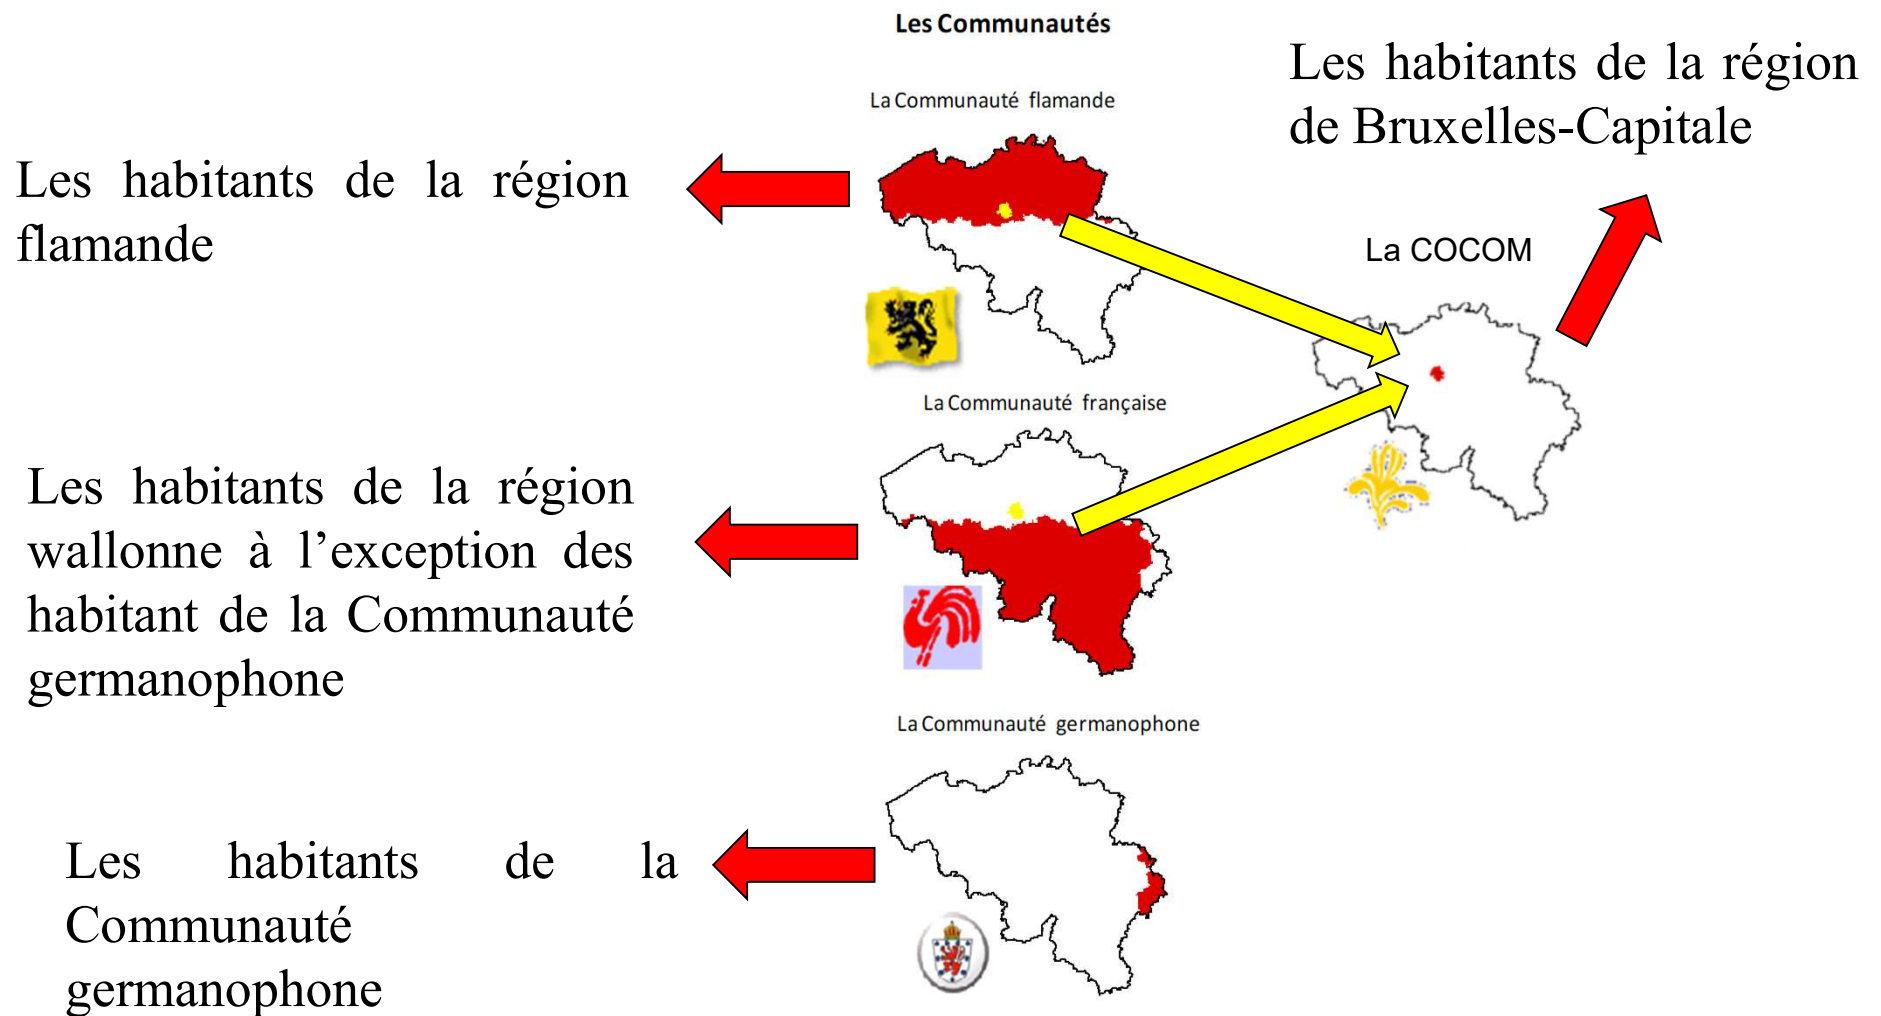 Les Communautés
La Communauté flamande
Les habitants de la région
flamande
Les habitants de la région
de Bruxelles-Capitale
La COCOM
La Communauté française
Les habitants de la région
wallonne à l’exception des
habitant de la Communauté
germanophone
La Communauté germanophone
Les habitants de la
Communauté
germanophone